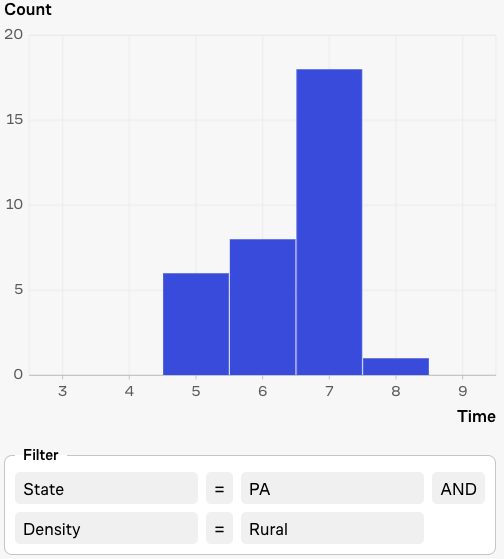 Count
20
15
10
5
0
3 4 5 6 7 8 9
Time
Filter
State = PA AND
Density = Rural